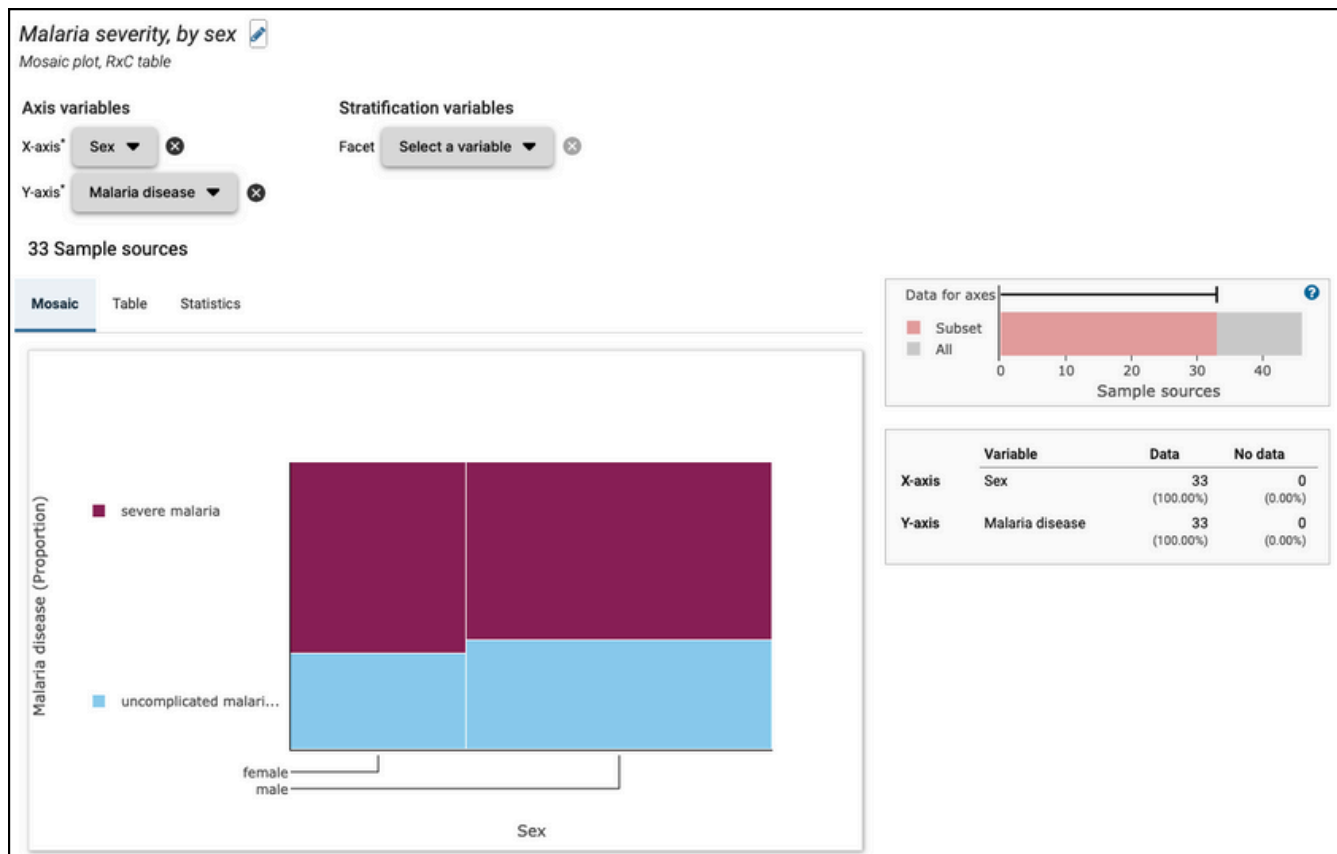 Malaria severity, by sex
Mosaic plot, RxC table
Axis variables
Stratification variables
X-axis* Sex
Facet Select a variable
Y-axis* Malaria disease
33 Sample sources
Mosaic Table Statistics
Malaria disease (Proportion)
severe malaria
uncomplicated malari...
female
male
Sex
Data for axes
?
Subset
All
0 10 20 30 40
Sample sources
Variable Data No data
X-axis Sex 33 0
(100.00%) (0.00%)
Y-axis Malaria disease 33 0
(100.00%) (0.00%)